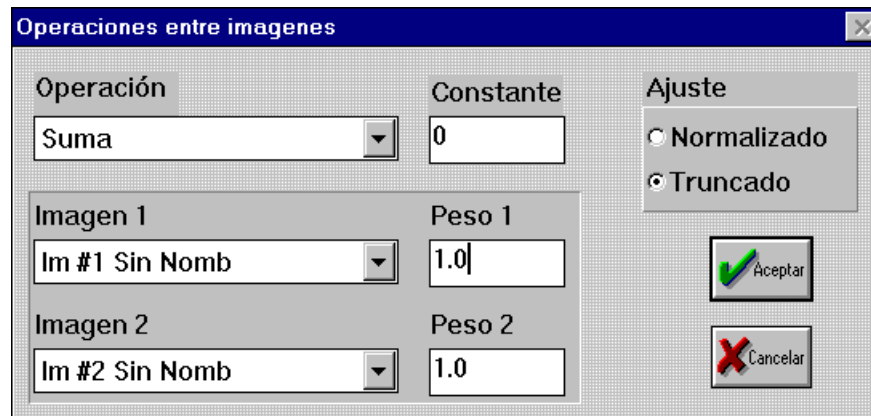 Operaciones entre imagenes
Operación
Constante
Ajuste
Suma
0
Normalizado
Truncado
Imagen 1
Peso 1
Im #1 Sin Nomb
1.0
Aceptar
Imagen 2
Peso 2
Im #2 Sin Nomb
1.0
Cancelar